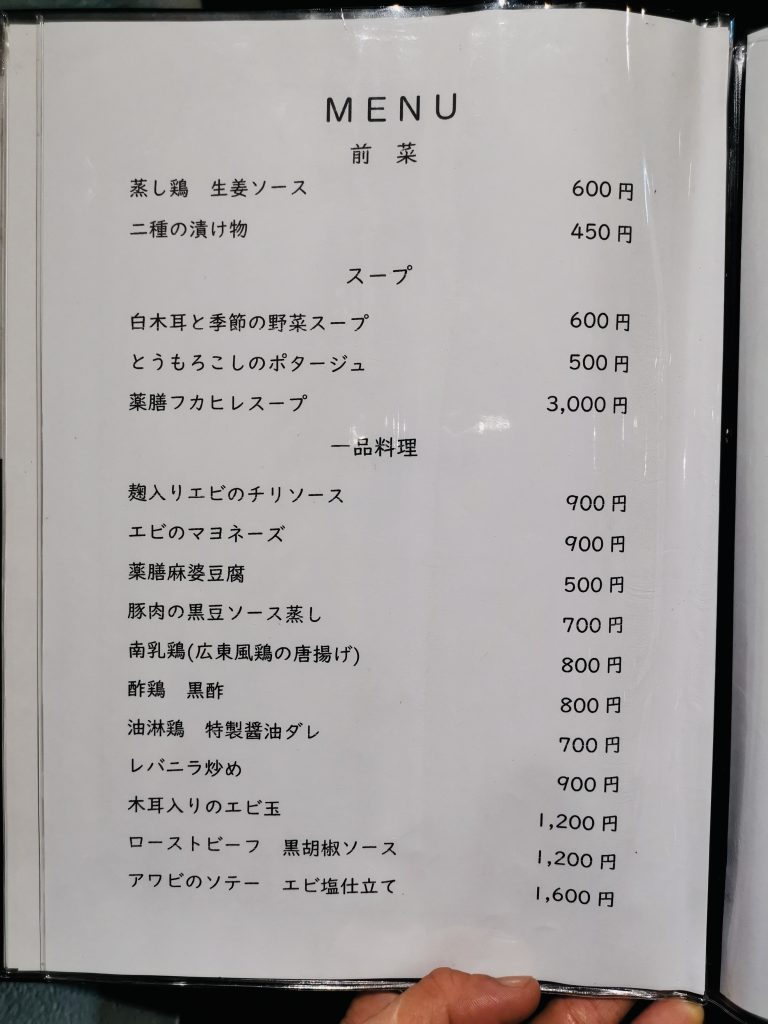 MENU
前　菜
蒸し鶏　生姜ソース　600円
二種の漬け物　450円
スープ
白木耳と季節の野菜スープ　600円
とうもろこしのポタージュ　500円
薬膳フカヒレスープ　3,000円
一品料理
麹入りエビのチリソース　900円
エビのマヨネーズ　900円
薬膳麻婆豆腐　500円
豚肉の黒豆ソース蒸し　700円
南乳鶏(広東風鶏の唐揚げ)　800円
酢鶏　黒酢　800円
油淋鶏　特製醤油ダレ　700円
レバニラ炒め　900円
木耳入りのエビ玉　1,200円
ローストビーフ　黒胡椒ソース　1,200円
アワビのソテー　エビ塩仕立て　1,600円